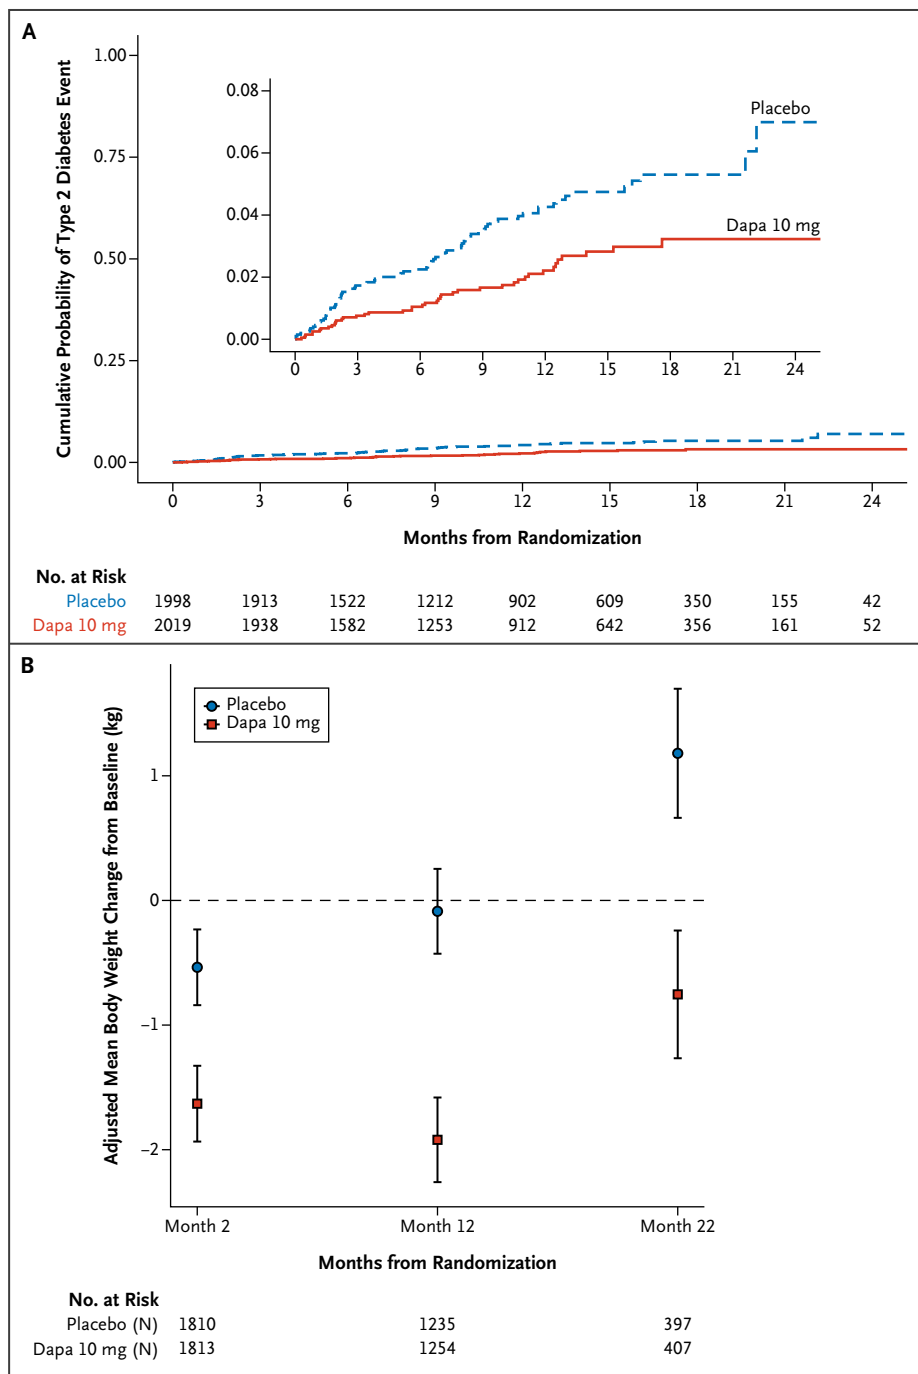 A
Cumulative Probability of Type 2 Diabetes Event
1.00
0.75
0.50
0.25
0.00
0.08
0.06
0.04
0.02
0.00
Placebo
Dapa 10 mg
0 3 6 9 12 15 18 21 24
0 3 6 9 12 15 18 21 24
Months from Randomization
No. at Risk
Placebo 1998 1913 1522 1212 902 609 350 155 42
Dapa 10 mg 2019 1938 1582 1253 912 642 356 161 52
B
Placebo
Dapa 10 mg
Adjusted Mean Body Weight Change from Baseline (kg)
1
0
–1
–2
Month 2 Month 12 Month 22
Months from Randomization
No. at Risk
Placebo (N) 1810 1235 397
Dapa 10 mg (N) 1813 1254 407